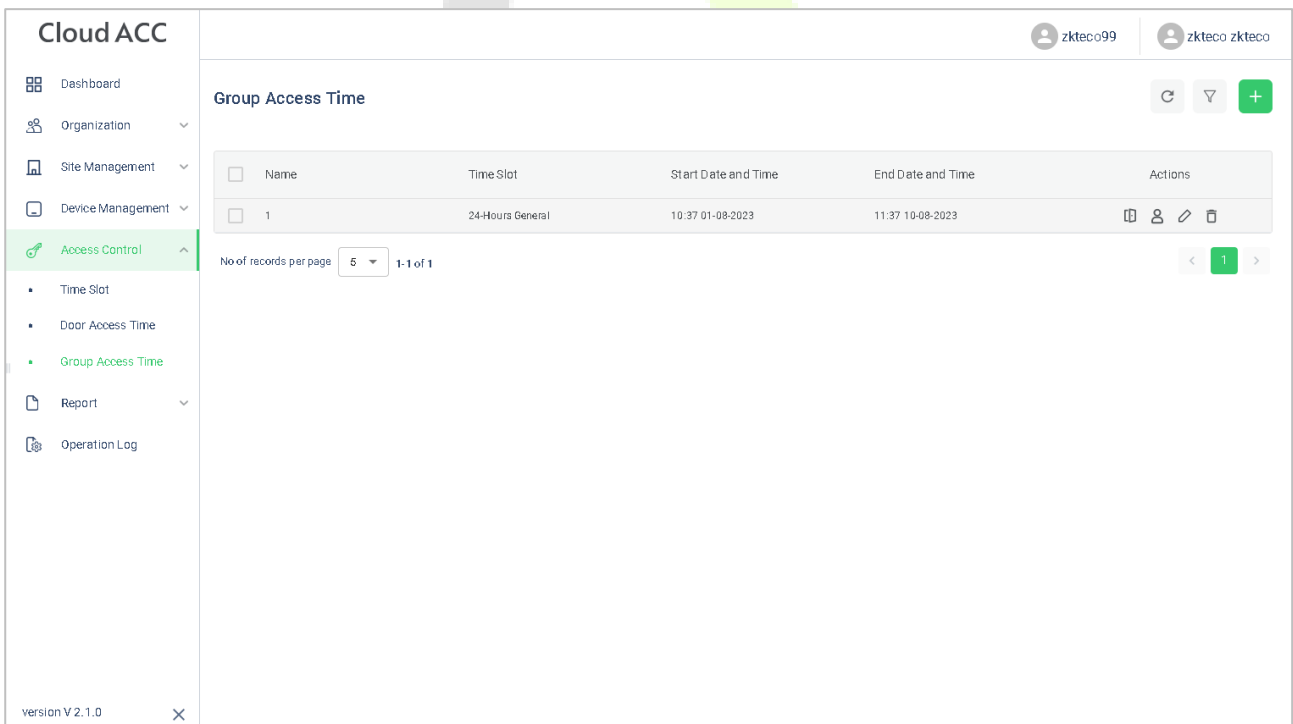 Cloud ACC
zkteco99
zkteco zkteco
Dashboard
Organization
Site Management
Device Management
Access Control
Time Slot
Door Access Time
Group Access Time
Report
Operation Log
version V 2.1.0
Group Access Time
Name Time Slot Start Date and Time End Date and Time Actions
1 24-Hours General 10:37 01-08-2023 11:37 10-08-2023
No of records per page 5 1-1 of 1
1